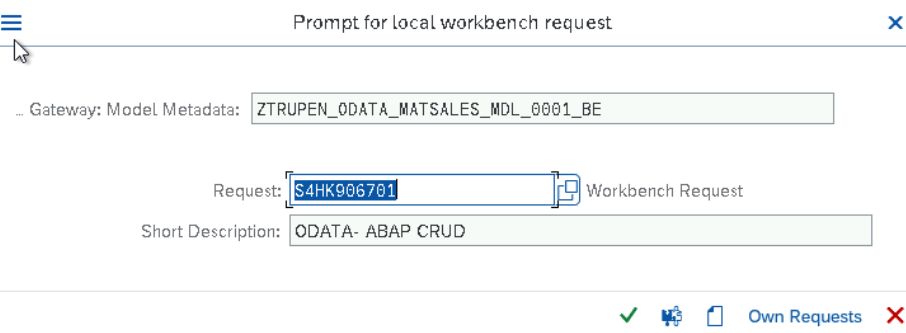 Prompt for local workbench request
… Gateway: Model Metadata: ZTRUPEN_ODATA_MATSALES_MDL_0001_BE
Request: S4HK906701 Workbench Request
Short Description: ODATA- ABAP CRUD
Own Requests